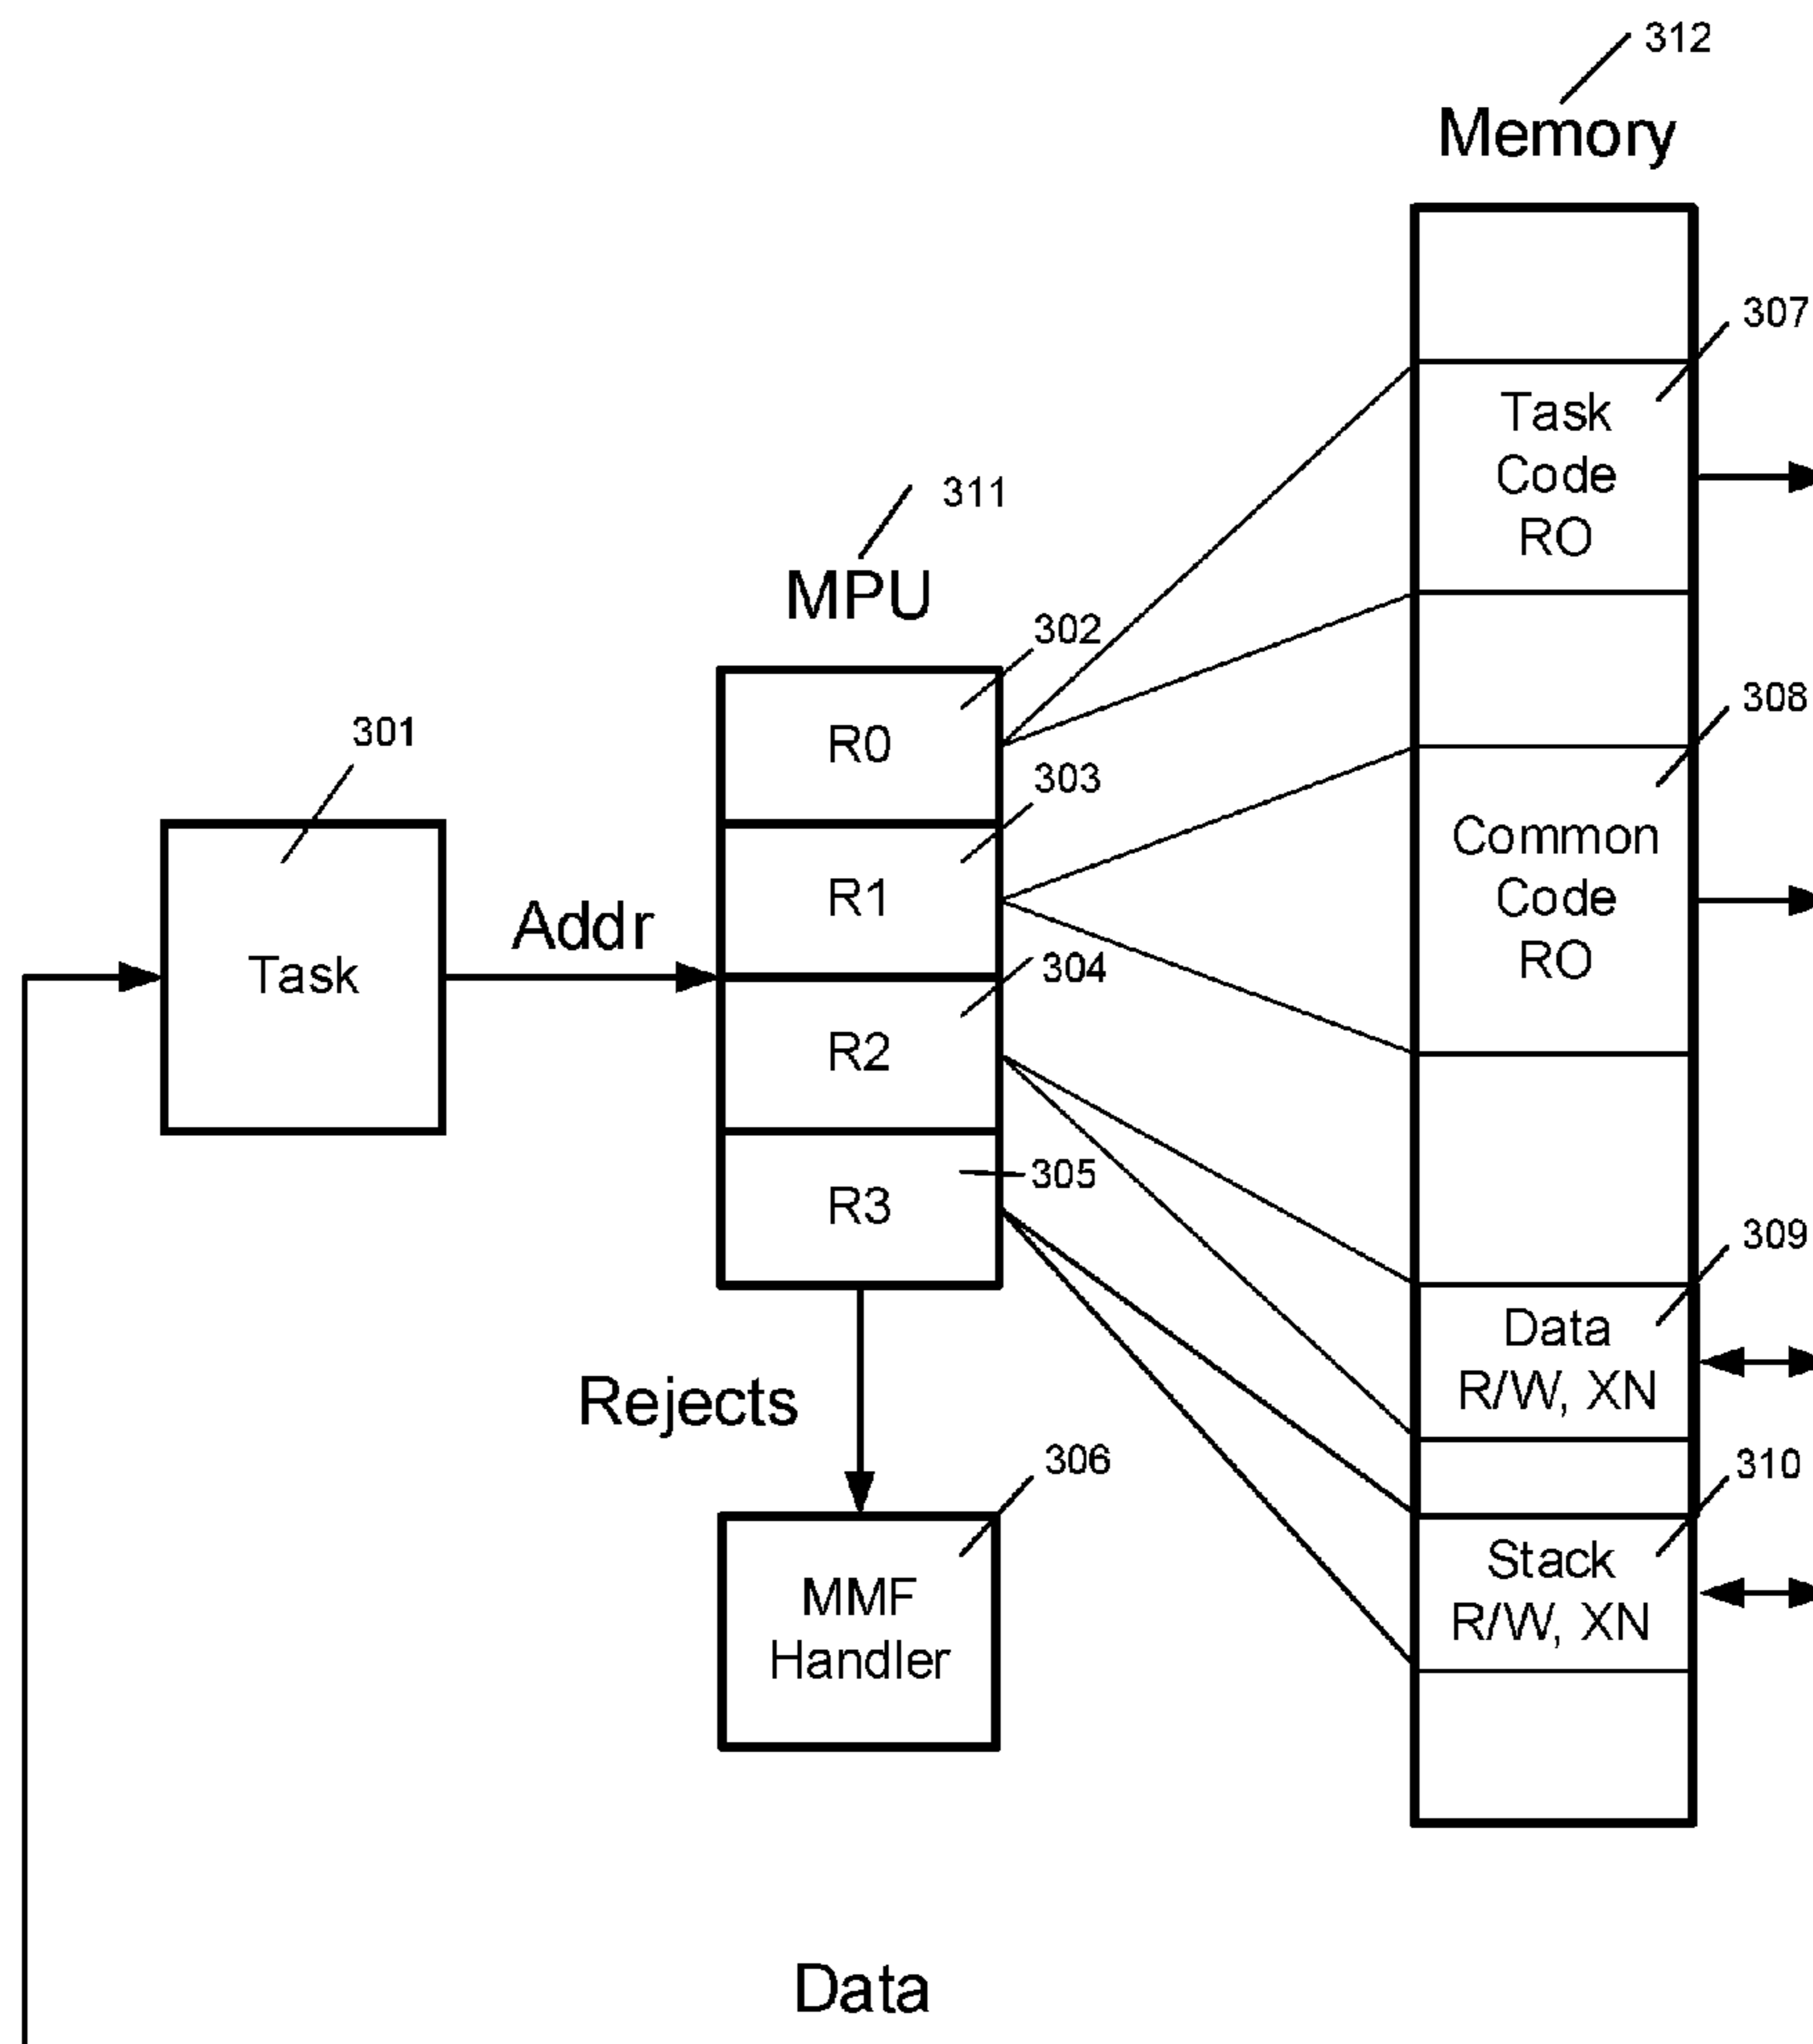 312
Memory
307
Task
Code
RO
311
MPU
302
R0
308
301
303
Common
Code
RO
R1
Addr
304
Task
R2
305
R3
309
Data
R/W, XN
Rejects
306
310
Stack
R/W, XN
MMF
Handler
Data